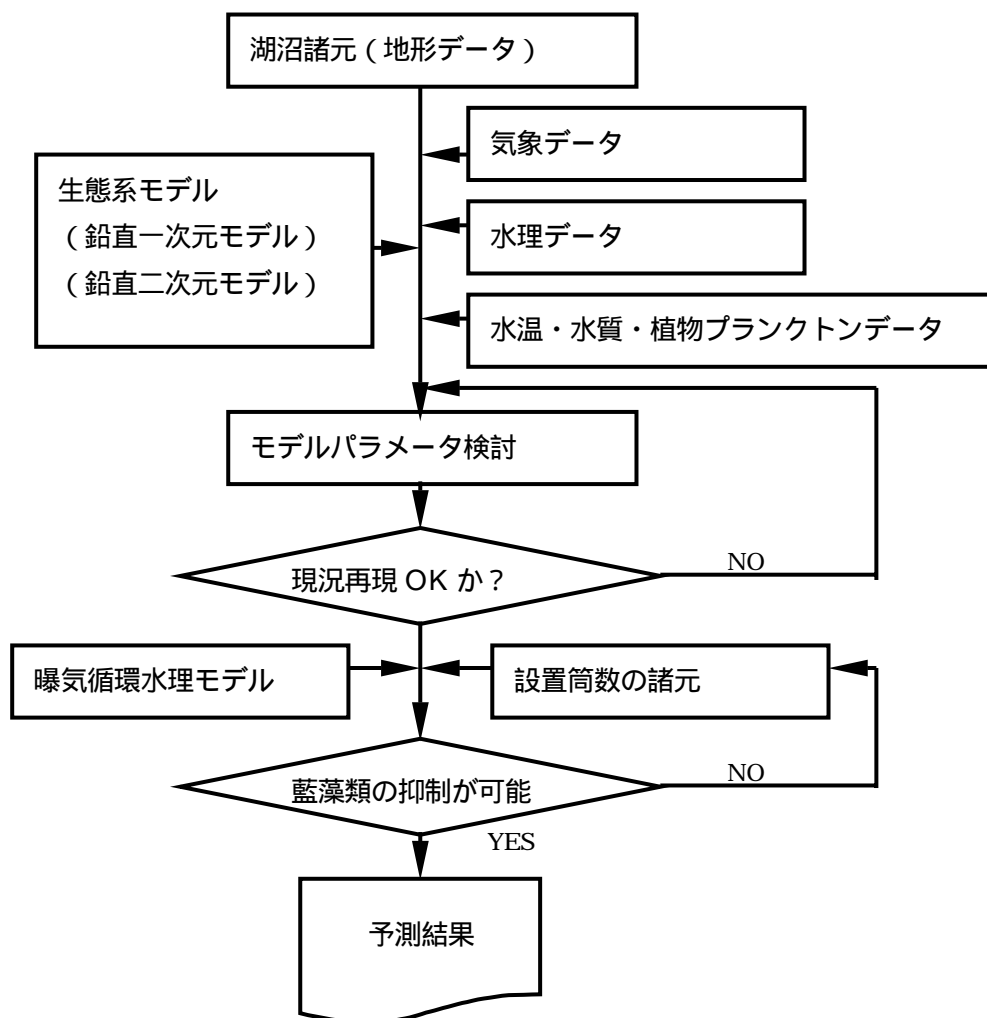 湖沼諸元（地形データ）
気象データ
生態系モデル
（鉛直一次元モデル）
（鉛直二次元モデル）
水理データ
水温・水質・植物プランクトンデータ
モデルパラメータ検討
現況再現 OK か？
NO
曝気循環水理モデル
設置筒数の諸元
藍藻類の抑制が可能
NO
YES
予測結果